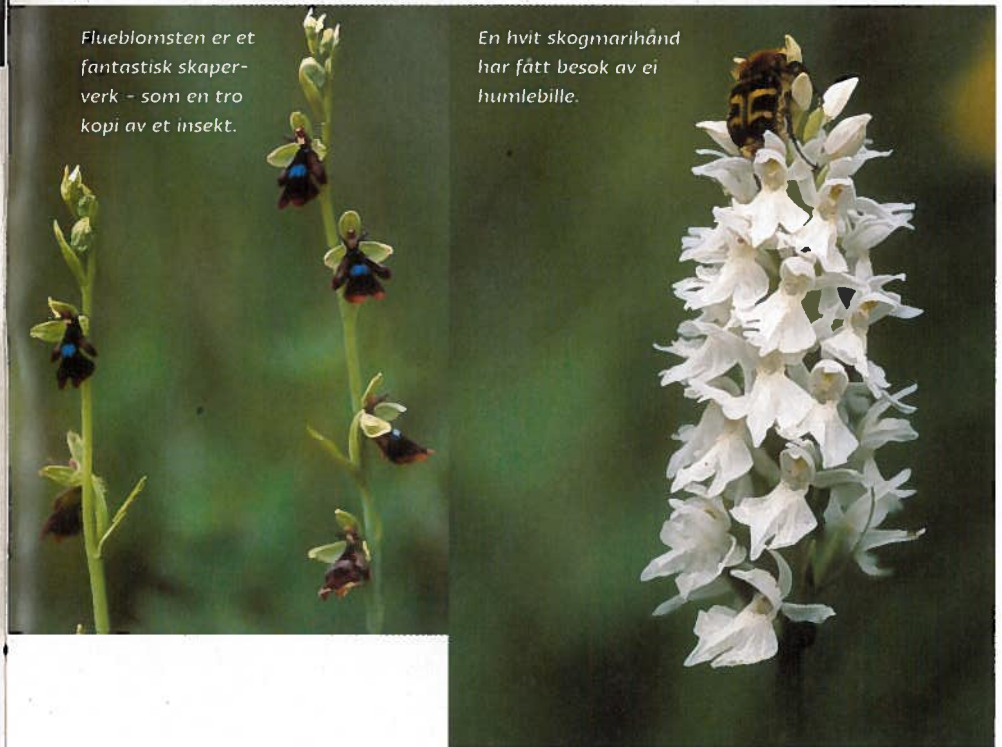 Flueblomsten er et
fantastisk skaper-
verk - som en tro
kopi av et insekt.
En hvit skogmarihånd
har fått besøk av ei
humlebille.